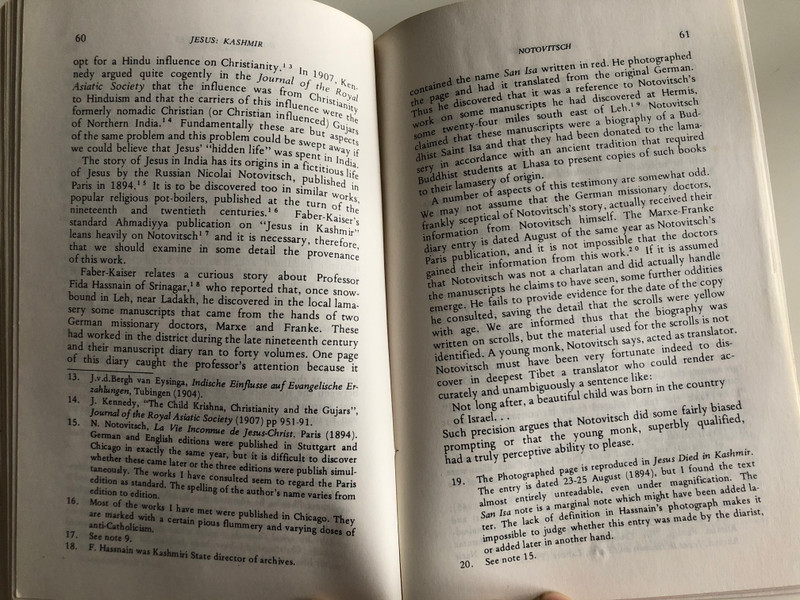 60
JESUS: KASHMIR
opt for a Hindu influence on Christianity.¹³ In 1907, Ken-
nedy argued quite cogently in the Journal of the Royal
Asiatic Society that the influence was from Christianity
to Hinduism and that the carriers of this influence were the
formerly nomadic Christian (or Christian influenced) Gujars
of Northern India.¹⁴ Fundamentally these are but aspects
of the same problem and this problem could be swept away if
we could believe that Jesus' "hidden life" was spent in India.
The story of Jesus in India has its origins in a fictitious life
of Jesus by the Russian Nicolai Notovitsch, published in
Paris in 1894.¹⁵ It is to be discovered too in similar works,
popular religious pot-boilers, published at the turn of the
nineteenth and twentieth centuries.¹⁶ Faber-Kaiser's
standard Ahmadiyya publication on "Jesus in Kashmir"
leans heavily on Notovitsch¹⁷ and it is necessary, therefore,
that we should examine in some detail the provenance
of this work.
Faber-Kaiser relates a curious story about Professor
Fida Hassnain of Srinagar,¹⁸ who reported that, once snow-
bound in Leh, near Ladakh, he discovered in the local lama-
sery some manuscripts that came from the hands of two
German missionary doctors, Marxe and Franke. These
had worked in the district during the late nineteenth century
and their manuscript diary ran to forty volumes. One page
of this diary caught the professor's attention because it
13. J.v.d.Bergh van Eysinga, Indische Einflusse auf Evangelische Er-
zahlungen, Tubingen (1904).
14. J. Kennedy, "The Child Krishna, Christianity and the Gujars",
Journal of the Royal Asiatic Society (1907) pp 951-91.
15. N. Notovitsch, La Vie Inconnue de Jesus-Christ. Paris (1894).
German and English editions were published in Stuttgart and
Chicago in exactly the same year, but it is difficult to discover
whether these came later or the three editions were publish simul-
taneously. The works I have consulted seem to regard the Paris
edition as standard. The spelling of the author's name varies from
edition to edition.
16. Most of the works I have met were published in Chicago. They
are marked with a certain pious flummery and varying doses of
anti-Catholicism.
17. See note 9.
18. F. Hassnain was Kashmiri State director of archives.
61
NOTOVITSCH
contained the name San Isa written in red. He photographed
the page and had it translated from the original German.
Thus he discovered that it was a reference to Notovitsch's
work on some manuscripts he had discovered at Hermis,
some twenty-four miles south east of Leh.¹⁹ Notovitsch
claimed that these manuscripts were a biography of a Bud-
dhist Saint Isa and that they had been donated to the lama-
sery in accordance with an ancient tradition that required
Buddhist students at Lhasa to present copies of such books
to their lamasery of origin.
A number of aspects of this testimony are somewhat odd.
We may not assume that the German missionary doctors,
frankly sceptical of Notovitsch's story, actually received their
information from Notovitsch himself. The Marxe-Franke
diary entry is dated August of the same year as Notovitsch's
Paris publication, and it is not impossible that the doctors
gained their information from this work.²⁰ If it is assumed
that Notovitsch was not a charlatan and did actually handle
the manuscripts he claims to have seen, some further oddities
emerge. He fails to provide evidence for the date of the copy
he consulted, saving the detail that the scrolls were yellow
with age. We are informed thus that the biography was
written on scrolls, but the material used for the scrolls is not
identified. A young monk, Notovitsch says, acted as translator.
Notovitsch must have been very fortunate indeed to dis-
cover in deepest Tibet a translator who could render ac-
curately and unambiguously a sentence like:
Not long after, a beautiful child was born in the country
of Israel. . .
Such precision argues that Notovitsch did some fairly biased
prompting or that the young monk, superbly qualified,
had a truly perceptive ability to please.
19. The Photographed page is reproduced in Jesus Died in Kashmir.
The entry is dated 23-25 August (1894), but I found the text
almost entirely unreadable, even under magnification. The
San Isa note is a marginal note which might have been added la-
ter. The lack of definition in Hassnain's photograph makes it
impossible to judge whether this entry was made by the diarist,
or added later in another hand.
20. See note 15.